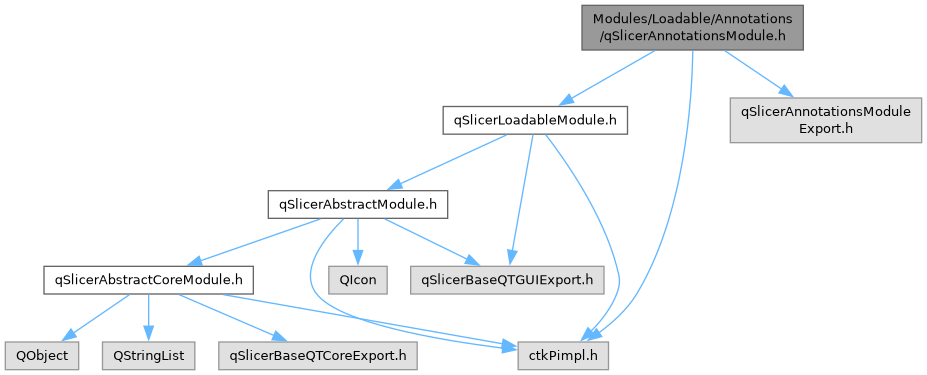 Modules/Loadable/Annotations
/qSlicerAnnotationsModule.h
qSlicerLoadableModule.h
qSlicerAnnotationsModule
Export.h
qSlicerAbstractModule.h
qSlicerAbstractCoreModule.h
QIcon
qSlicerBaseQTGUIExport.h
QObject
QStringList
qSlicerBaseQTCoreExport.h
ctkPimpl.h